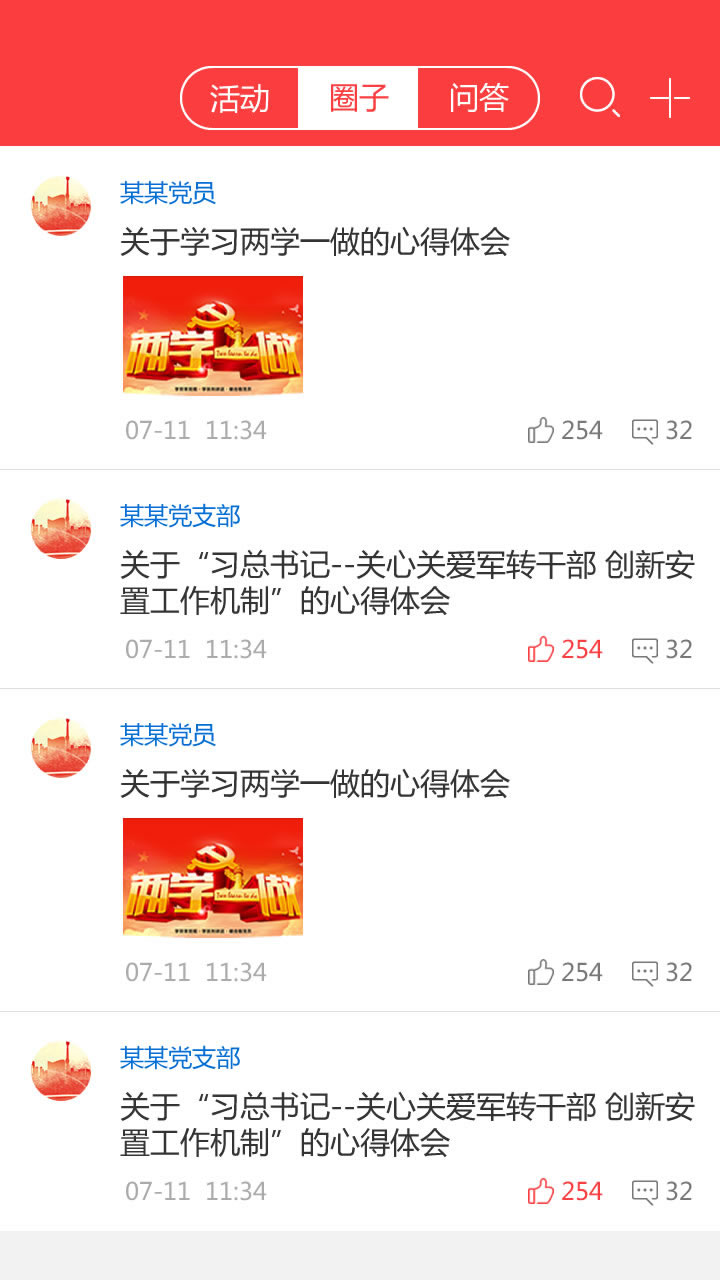 活动 圈子 问答
某某党员
关于学习两学一做的心得体会
两学一做
07-11 11:34 254 32
某某党支部
关于“习总书记--关心关爱军转干部 创新安
置工作机制”的心得体会
07-11 11:34 254 32
某某党员
关于学习两学一做的心得体会
两学一做
07-11 11:34 254 32
某某党支部
关于“习总书记--关心关爱军转干部 创新安
置工作机制”的心得体会
07-11 11:34 254 32